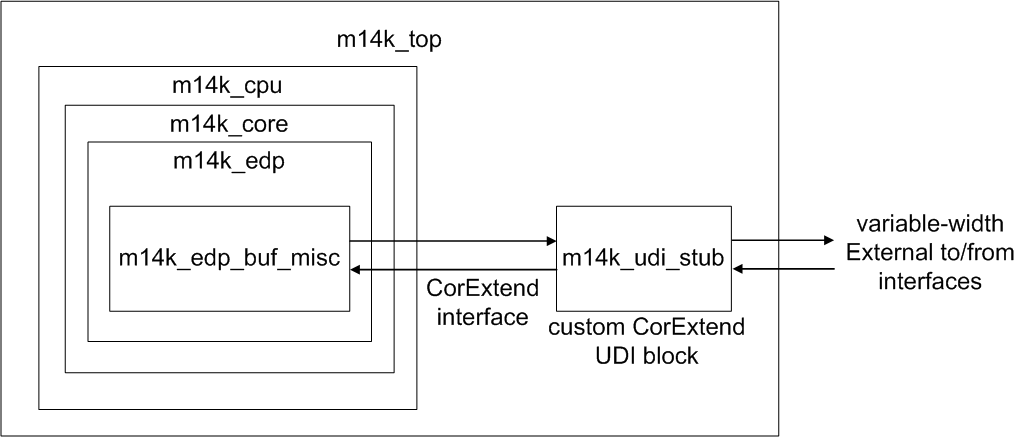 m14k_top
m14k_cpu
m14k_core
m14k_edp
m14k_edp_buf_misc
m14k_udi_stub
variable-width
External to/from
interfaces
CorExtend
interface
custom CorExtend
UDI block